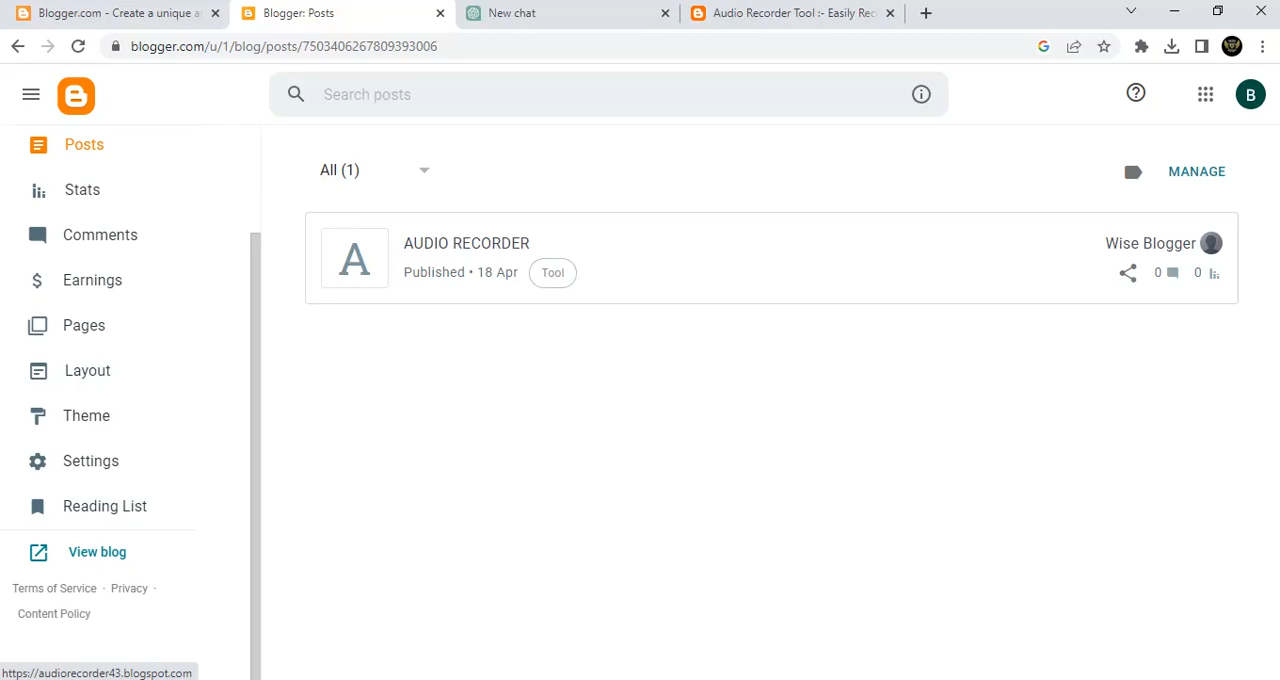 Blogger.com - Create a unique a
Blogger: Posts
New chat
Audio Recorder Tool :- Easily Rec
blogger.com/u/1/blog/posts/7503406267809393006
Search posts
B
Posts
Stats
Comments
Earnings
Pages
Layout
Theme
Settings
Reading List
View blog
Terms of Service · Privacy ·
Content Policy
All (1)
MANAGE
A
AUDIO RECORDER
Published • 18 Apr
Tool
Wise Blogger
0
0
https://audiorecorder43.blogspot.com